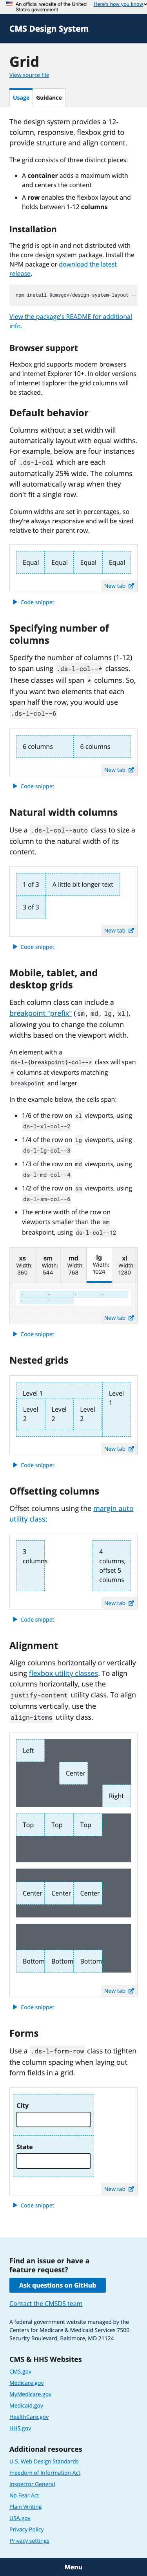 An official website of the United
States government
Here's how you know
CMS Design System
Grid
View source file
Usage
Guidance
The design system provides a 12-
column, responsive, flexbox grid to
provide structure and align content.
The grid consists of three distinct pieces:
A container adds a maximum width
and centers the content
A row enables the flexbox layout and
holds between 1-12 columns
Installation
The grid is opt-in and not distributed with
the core design system package. Install the
NPM package or download the latest
release.
npm install @cmsgov/design-system-layout --
View the package's README for additional
info.
Browser support
Flexbox grids supports modern browsers
and Internet Explorer 10+. In older versions
of Internet Explorer the grid columns will
be stacked.
Default behavior
Columns without a set width will
automatically layout as equal widths.
For example, below are four instances
of .ds-l-col which are each
automatically 25% wide. The columns
will automatically wrap when they
don't fit in a single row.
Column widths are set in percentages, so
they're always responsive and will be sized
relative to their parent row.
Equal Equal Equal Equal
New tab
Code snippet
Specifying number of
columns
Specify the number of columns (1-12)
to span using .ds-l-col--* classes.
These classes will span * columns. So,
if you want two elements that each
span half the row, you would use
.ds-l-col--6
6 columns 6 columns
New tab
Code snippet
Natural width columns
Use a .ds-l-col--auto class to size
a column to the natural width of its
content.
1 of 3 A little bit longer text
3 of 3
New tab
Code snippet
Mobile, tablet, and
desktop grids
Each column class can include a
breakpoint "prefix" (sm, md, lg, xl),
allowing you to change the column
widths based on the viewport width.
An element with a
ds-l-{breakpoint}-col--* class will span
* columns at viewports matching
breakpoint and larger.
In the example below, the cells span:
1/6 of the row on xl viewports, using
ds-l-xl-col--2
1/4 of the row on lg viewports, using
ds-l-lg-col--3
1/3 of the row on md viewports, using
ds-l-md-col--4
1/2 of the row on sm viewports, using
ds-l-sm-col--6
The entire width of the row on
viewports smaller than the sm
breakpoint, using ds-l-col--12
xs sm md lg xl
Width: Width: Width: Width: Width:
360 544 768 1024 1280
New tab
Code snippet
Nested grids
Level 1
Level
1
Level
2
Level
2
Level
2
New tab
Code snippet
Offsetting columns
Offset columns using the margin auto
utility class:
3
columns
4
columns,
offset 5
columns
New tab
Code snippet
Alignment
Align columns horizontally or vertically
using flexbox utility classes. To align
columns horizontally, use the
justify-content utility class. To align
columns vertically, use the
align-items utility class.
Left
Center
Right
Top Top Top
Center Center Center
Bottom Bottom Bottom
New tab
Code snippet
Forms
Use a .ds-l-form-row class to tighten
the column spacing when laying out
form fields in a grid.
City
State
New tab
Code snippet
Find an issue or have a
feature request?
Ask questions on GitHub
Contact the CMSDS team
A federal government website managed by the
Centers for Medicare & Medicaid Services 7500
Security Boulevard, Baltimore, MD 21124
CMS & HHS Websites
CMS.gov
Medicare.gov
MyMedicare.gov
Medicaid.gov
HealthCare.gov
HHS.gov
Additional resources
U.S. Web Design Standards
Freedom of Information Act
Inspector General
No Fear Act
Plain Writing
USA.gov
Privacy Policy
Privacy settings
Menu